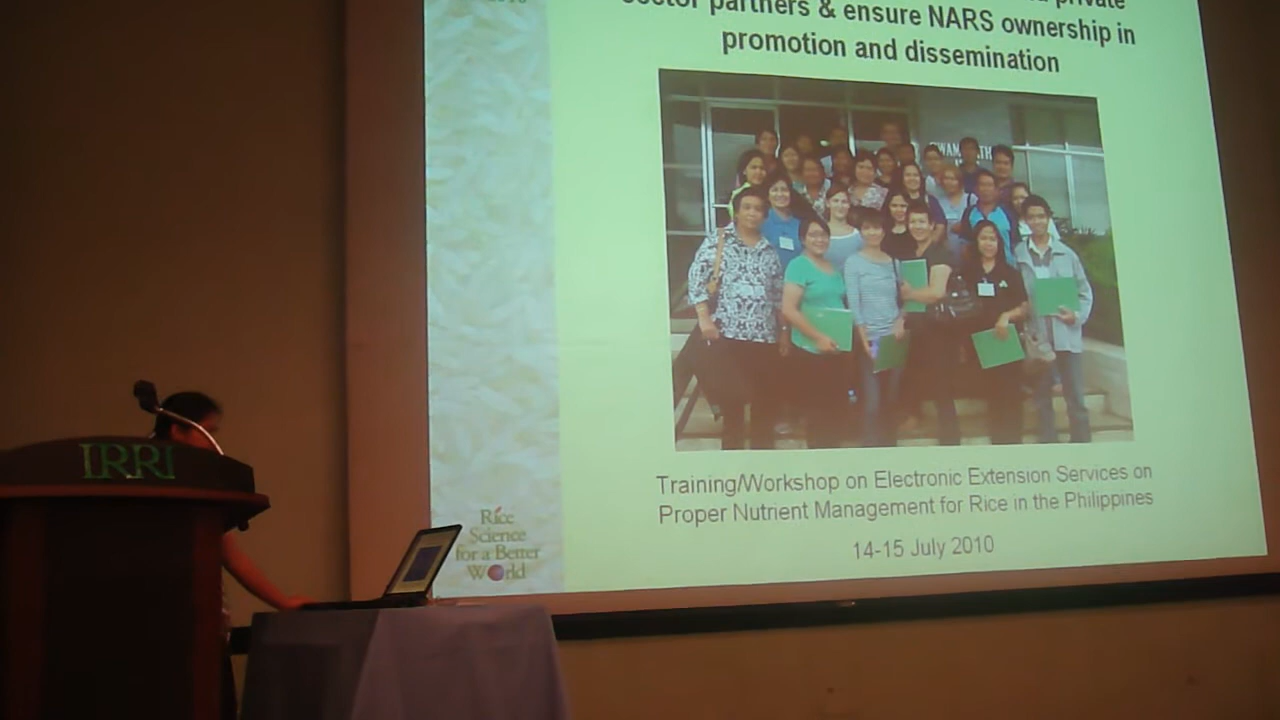 private
sector partners & ensure NARS ownership in
promotion and dissemination
IRRI
Training/Workshop on Electronic Extension Services on
Proper Nutrient Management for Rice in the Philippines
14-15 July 2010
Rice
Science
for a Better
World